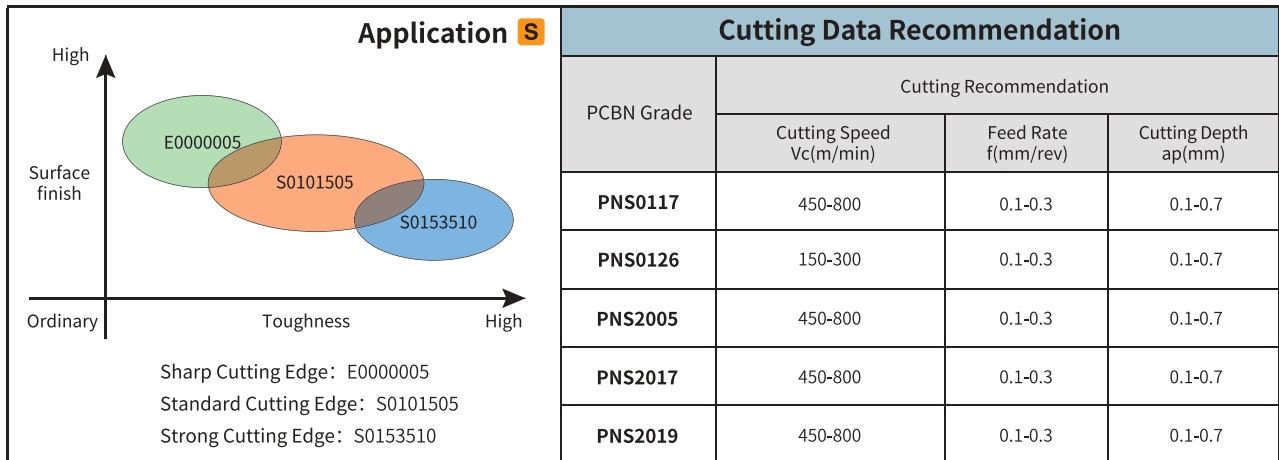 Application S
High
Surface
finish
E0000005
S0101505
S0153510
Ordinary
Toughness
High
Sharp Cutting Edge: E0000005
Standard Cutting Edge: S0101505
Strong Cutting Edge: S0153510
Cutting Data Recommendation
PCBN Grade
Cutting Recommendation
Cutting Speed
Vc(m/min)
Feed Rate
f(mm/rev)
Cutting Depth
ap(mm)
PNS0117 450-800 0.1-0.3 0.1-0.7
PNS0126 150-300 0.1-0.3 0.1-0.7
PNS2005 450-800 0.1-0.3 0.1-0.7
PNS2017 450-800 0.1-0.3 0.1-0.7
PNS2019 450-800 0.1-0.3 0.1-0.7